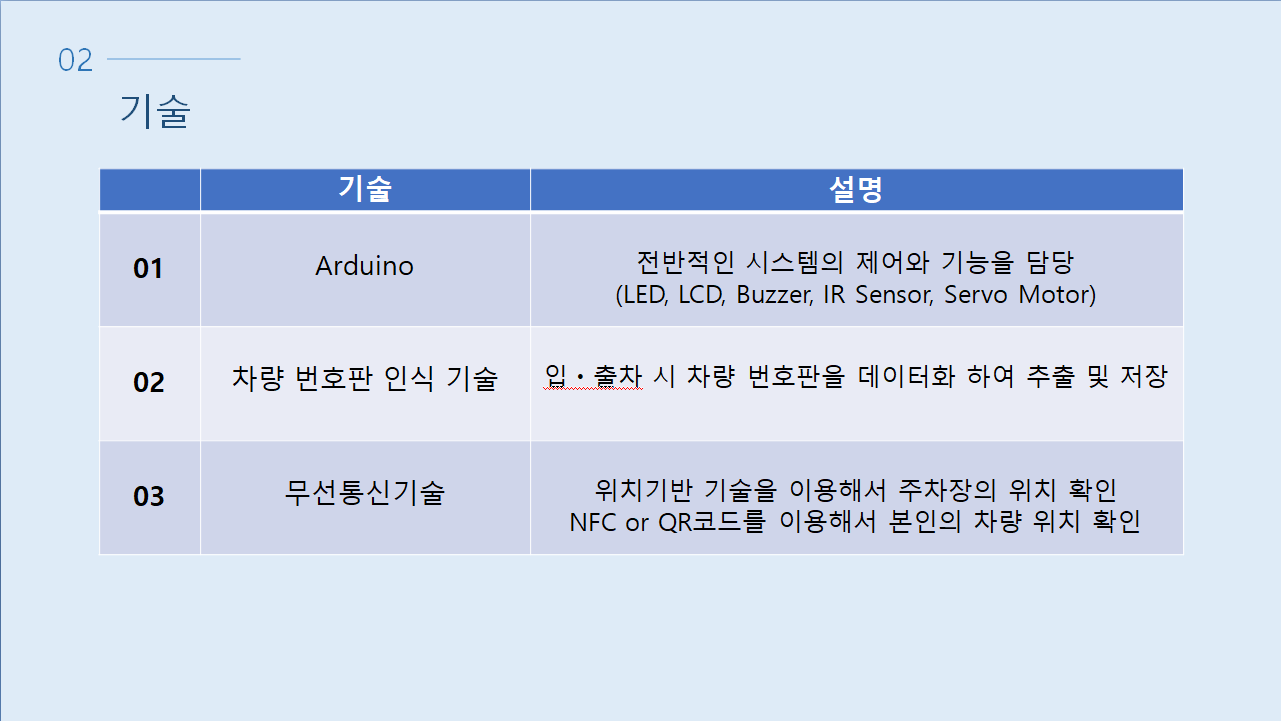 02
기술
기술 설명
01 Arduino 전반적인 시스템의 제어와 기능을 담당
(LED, LCD, Buzzer, IR Sensor, Servo Motor)
02 차량 번호판 인식 기술 입・출차 시 차량 번호판을 데이터화 하여 추출 및 저장
03 무선통신기술 위치기반 기술을 이용해서 주차장의 위치 확인
NFC or QR코드를 이용해서 본인의 차량 위치 확인